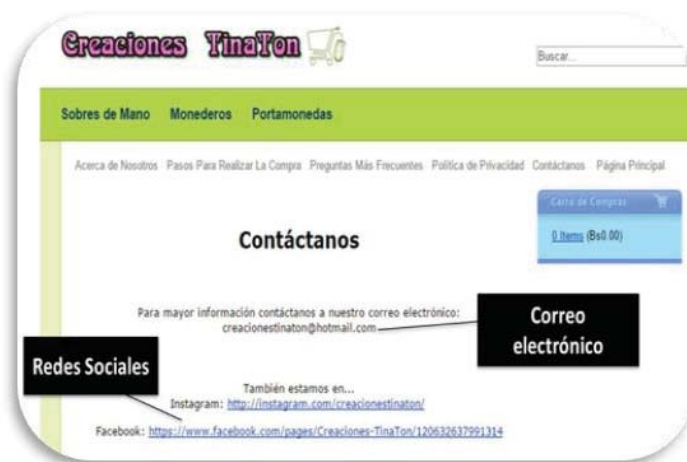 Creaciones TinaTon
Buscar...
Sobres de Mano Monederos Portamonedas
Acerca de Nosotros Pasos Para Realizar La Compra Preguntas Más Frecuentes Política de Privacidad Contáctanos Página Principal
Carro de Compras
0 Items (Bs0.00)
Contáctanos
Para mayor información contáctanos a nuestro correo electrónico:
creacionestinaton@hotmail.com
Correo
electrónico
Redes Sociales
También estamos en...
Instagram: http://instagram.com/creacionestinaton/
Facebook: https://www.facebook.com/pages/Creaciones-TinaTon/120632637991314